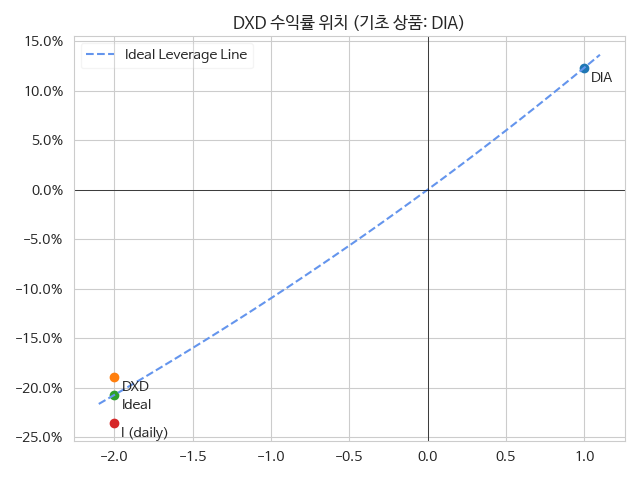 DXD 수익률 위치 (기초 상품: DIA)
15.0%
Ideal Leverage Line
DIA
10.0%
5.0%
0.0%
−5.0%
−10.0%
−15.0%
−20.0%
DXD
Ideal
I (daily)
−25.0%
−2.0 −1.5 −1.0 −0.5 0.0 0.5 1.0